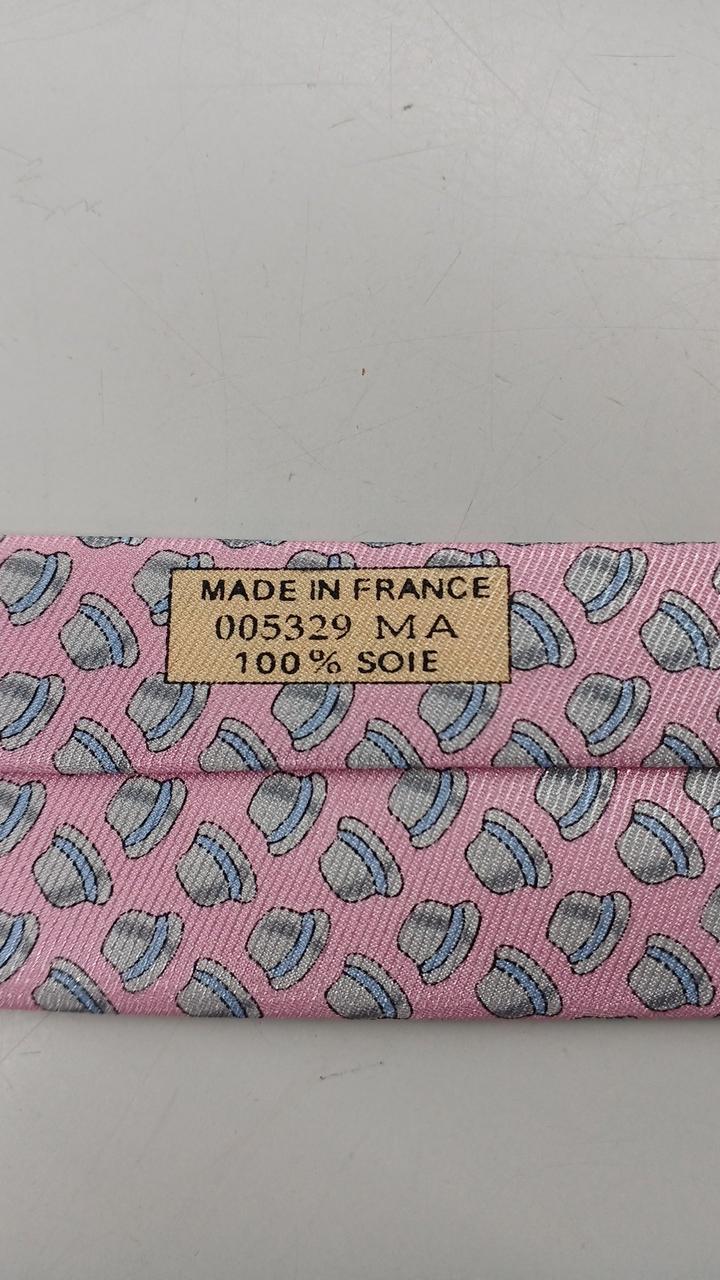 MADE IN FRANCE
005329 MA
100% SOIE